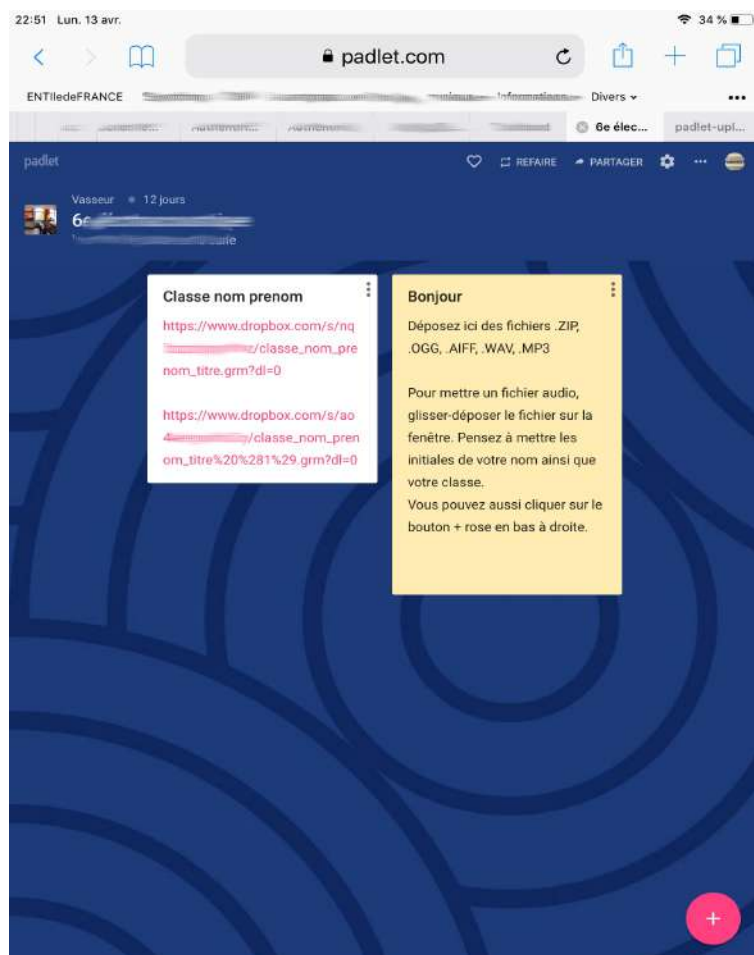 22:51 Lun. 13 avr.
34 %
padlet.com
ENTIledeFRANCE
Informations
Divers
6e élec...
padlet-upl...
padlet
REFAIRE
PARTAGER
Vasseur 12 jours
6e
Classe nom prenom
https://www.dropbox.com/s/nq
/classe_nom_pre
nom_titre.grm?dl=0
https://www.dropbox.com/s/ao
/classe_nom_pren
om_titre%20%281%29.grm?dl=0
Bonjour
Déposez ici des fichiers .ZIP,
.OGG, .AIFF, .WAV, .MP3
Pour mettre un fichier audio,
glisser-déposer le fichier sur la
fenêtre. Pensez à mettre les
initiales de votre nom ainsi que
votre classe.
Vous pouvez aussi cliquer sur le
bouton + rose en bas à droite.